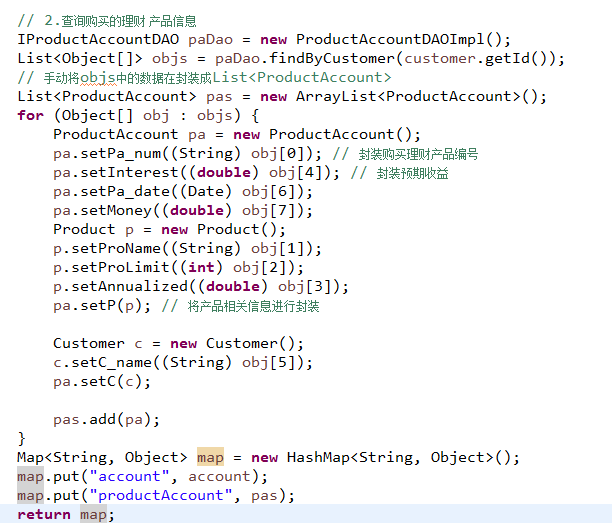 // 2.查询购买的理财 产品信息
IProductAccountDAO paDao = new ProductAccountDAOImpl();
List<Object[]> objs = paDao.findByCustomer(customer.getId());
// 手动将objs中的数据在封装成List<ProductAccount>
List<ProductAccount> pas = new ArrayList<ProductAccount>();
for (Object[] obj : objs) {
    ProductAccount pa = new ProductAccount();
    pa.setPa_num((String) obj[0]); // 封装购买理财产品编号
    pa.setInterest((double) obj[4]); // 封装预期收益
    pa.setPa_date((Date) obj[6]);
    pa.setMoney((double) obj[7]);
    Product p = new Product();
    p.setProName((String) obj[1]);
    p.setProLimit((int) obj[2]);
    p.setAnnualized((double) obj[3]);
    pa.setP(p); // 将产品相关信息进行封装
    Customer c = new Customer();
    c.setC_name((String) obj[5]);
    pa.setC(c);
    pas.add(pa);
}
Map<String, Object> map = new HashMap<String, Object>();
map.put("account", account);
map.put("productAccount", pas);
return map;